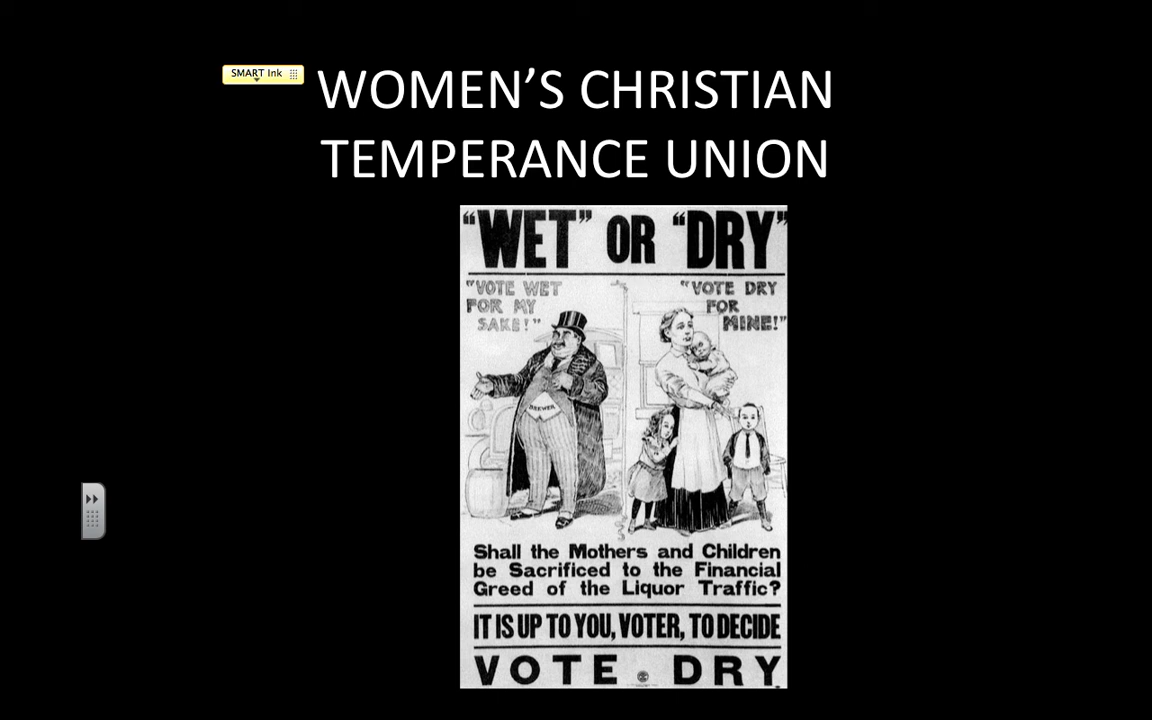 SMART Ink
WOMEN’S CHRISTIAN
TEMPERANCE UNION
“WET” OR “DRY”
“VOTE WET
FOR MY
SAKE!”
“VOTE DRY
FOR
MINE!”
BREWER
Shall the Mothers and Children
be Sacrificed to the Financial
Greed of the Liquor Traffic?
IT IS UP TO YOU, VOTER, TO DECIDE
VOTE DRY